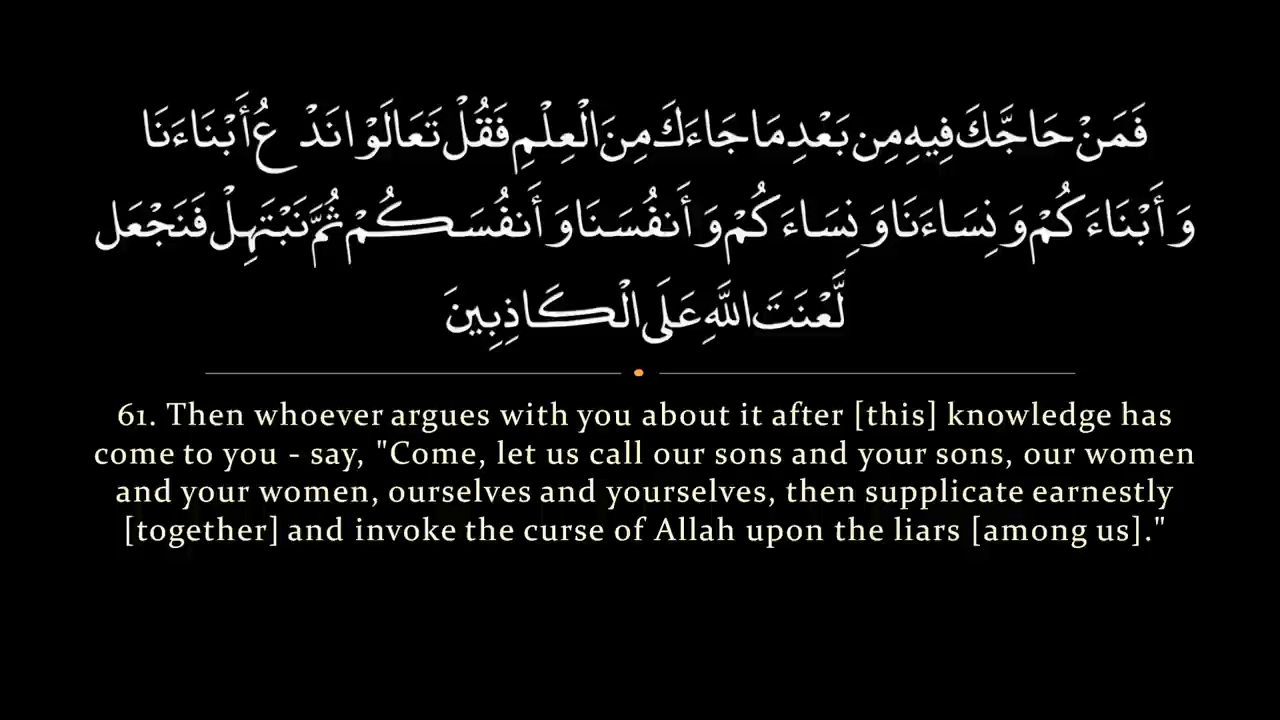 فَمَنْ حَاجَّكَ فِيهِ مِن بَعْدِ مَا جَاءَكَ مِنَ الْعِلْمِ فَقُلْ تَعَالَوْا نَدْعُ أَبْنَاءَنَا
وَأَبْنَاءَكُمْ وَنِسَاءَنَا وَنِسَاءَكُمْ وَأَنفُسَنَا وَأَنفُسَكُمْ ثُمَّ نَبْتَهِلْ فَنَجْعَل
لَّعْنَتَ اللَّهِ عَلَى الْكَاذِبِينَ
61. Then whoever argues with you about it after [this] knowledge has
come to you - say, "Come, let us call our sons and your sons, our women
and your women, ourselves and yourselves, then supplicate earnestly
[together] and invoke the curse of Allah upon the liars [among us]."